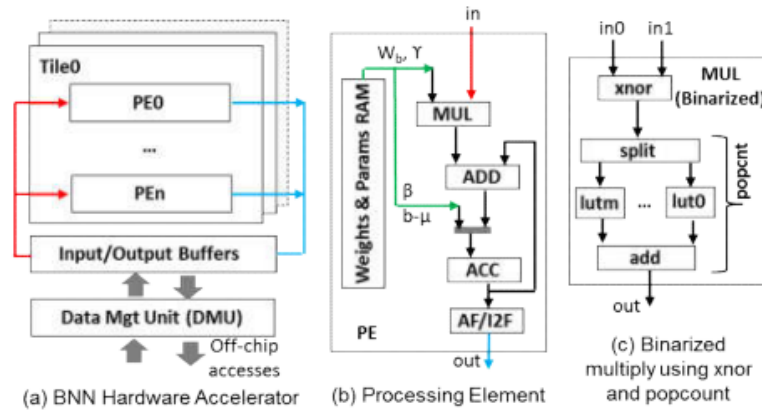 Tile0
PE0
...
PEn
Input/Output Buffers
Data Mgt Unit (DMU)
Off-chip
accesses
(a) BNN Hardware Accelerator
in
W_b, ϒ
Weights & Params RAM
MUL
ADD
β
b-μ
ACC
AF/I2F
PE
out
(b) Processing Element
in0 in1
MUL
(Binarized)
xnor
split
popcnt
lutm ... lut0
add
out
(c) Binarized
multiply using xnor
and popcount